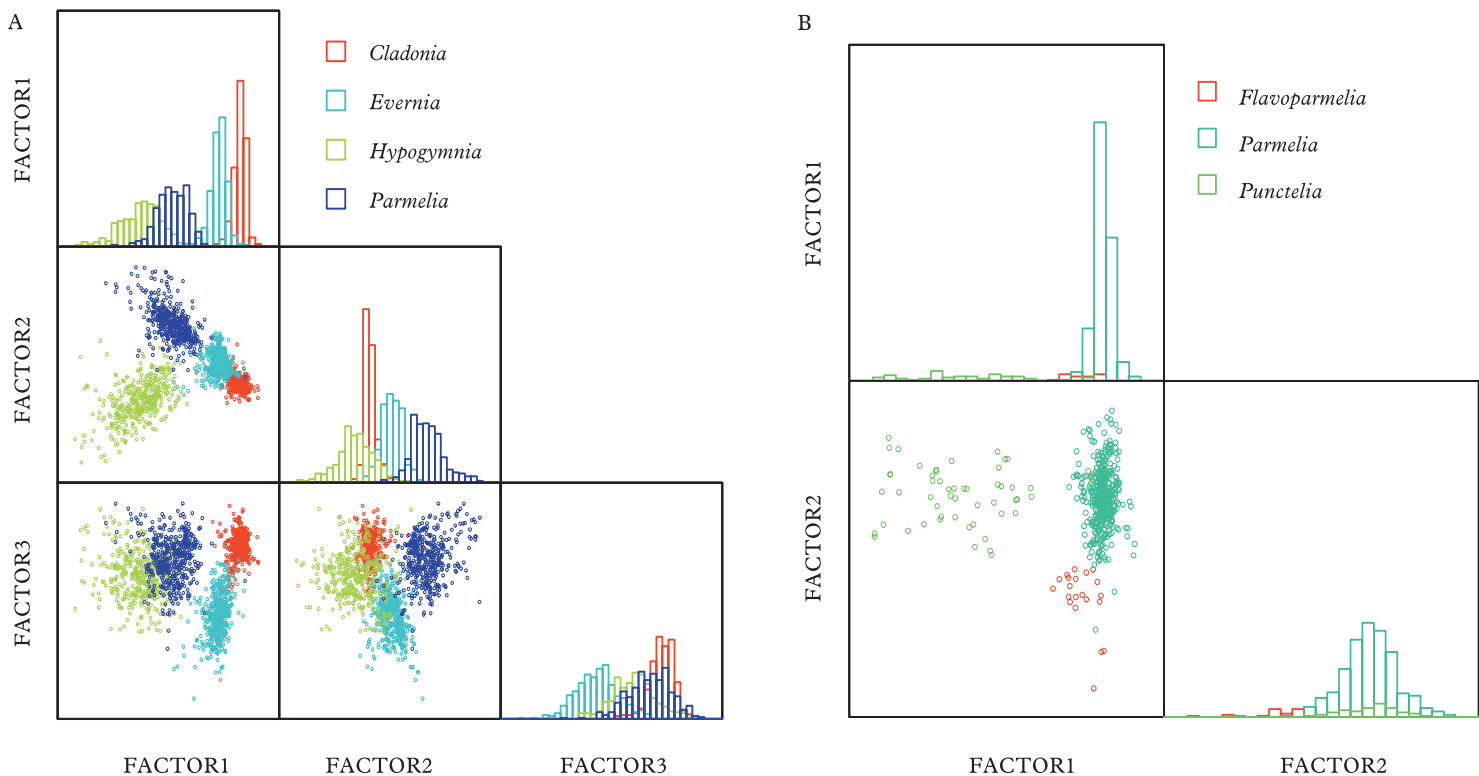 A
FACTOR1
FACTOR2
FACTOR3
Cladonia
Evernia
Hypogymnia
Parmelia
FACTOR1
FACTOR2
FACTOR3
B
FACTOR1
FACTOR2
Flavoparmelia
Parmelia
Punctelia
FACTOR1
FACTOR2